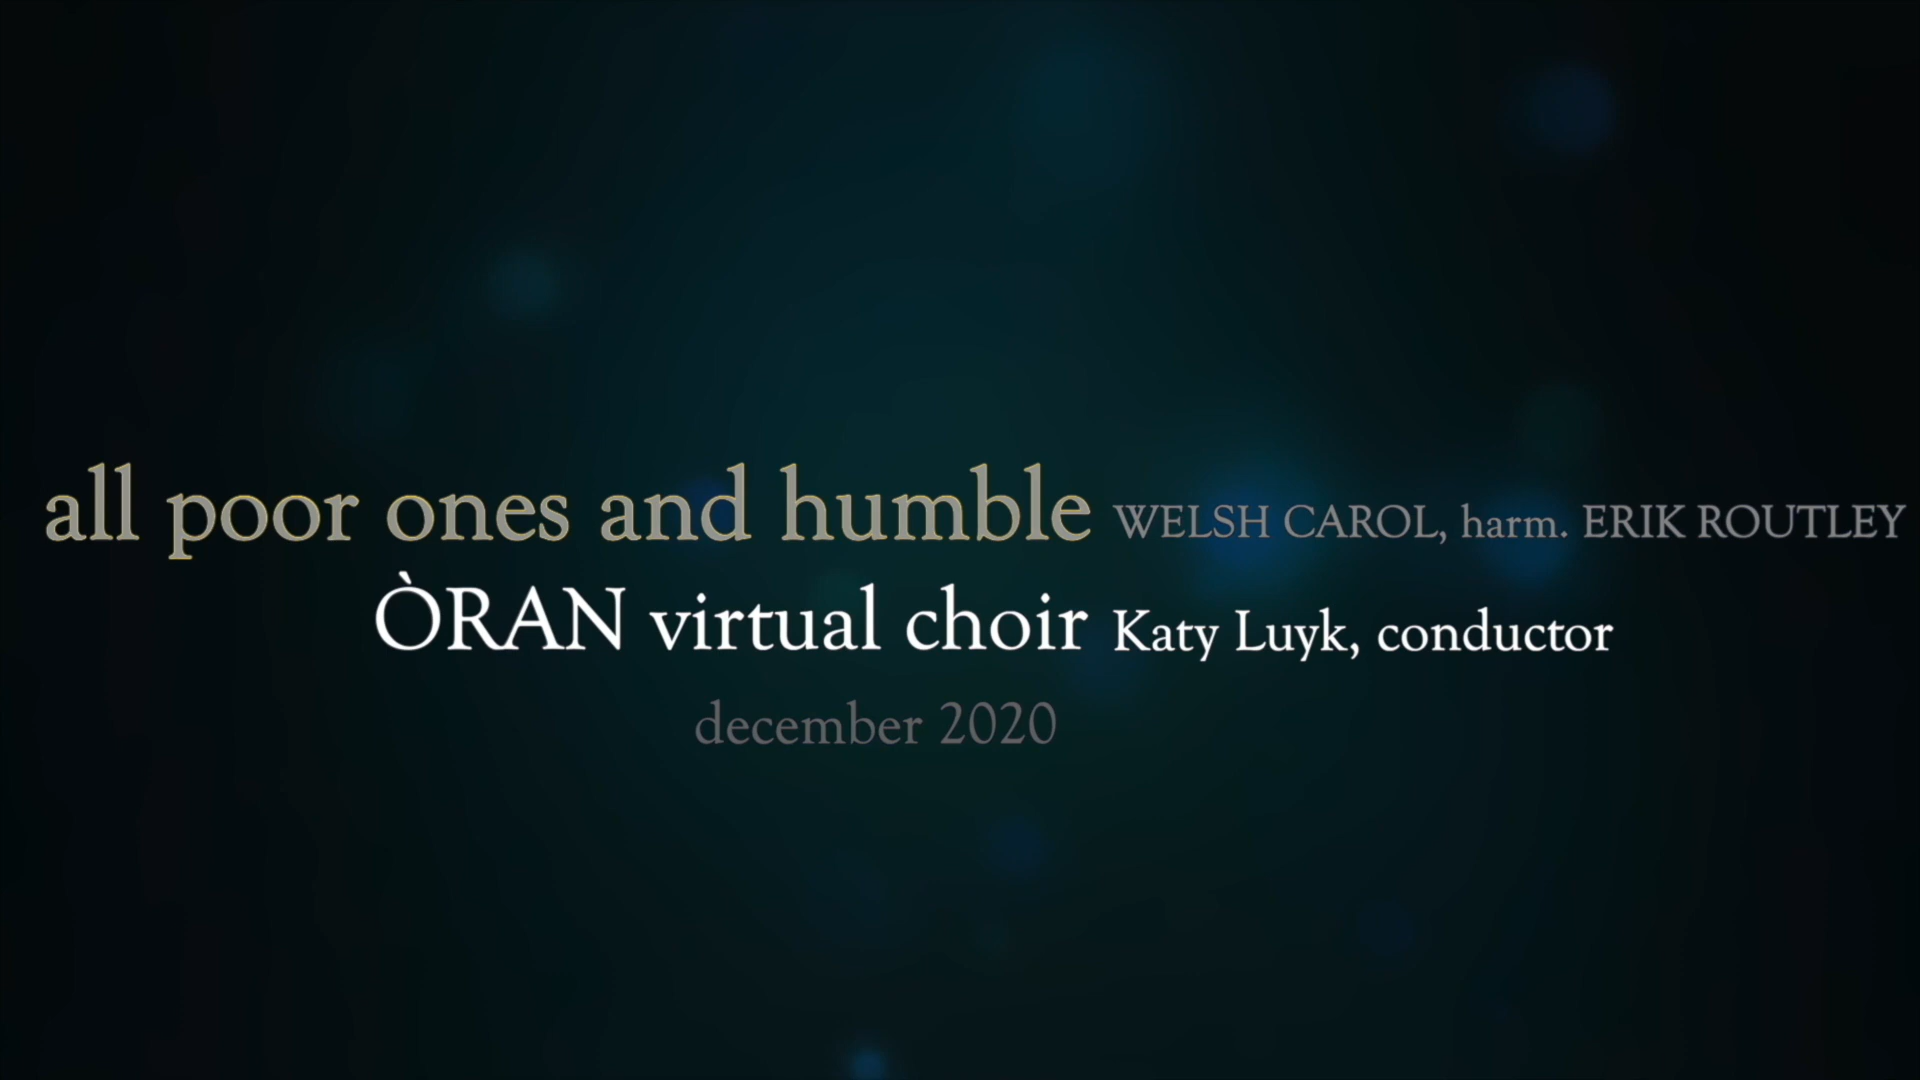 all poor ones and humble WELSH CAROL, harm. ERIK ROUTLEY
ÒRAN virtual choir Katy Luyk, conductor
december 2020